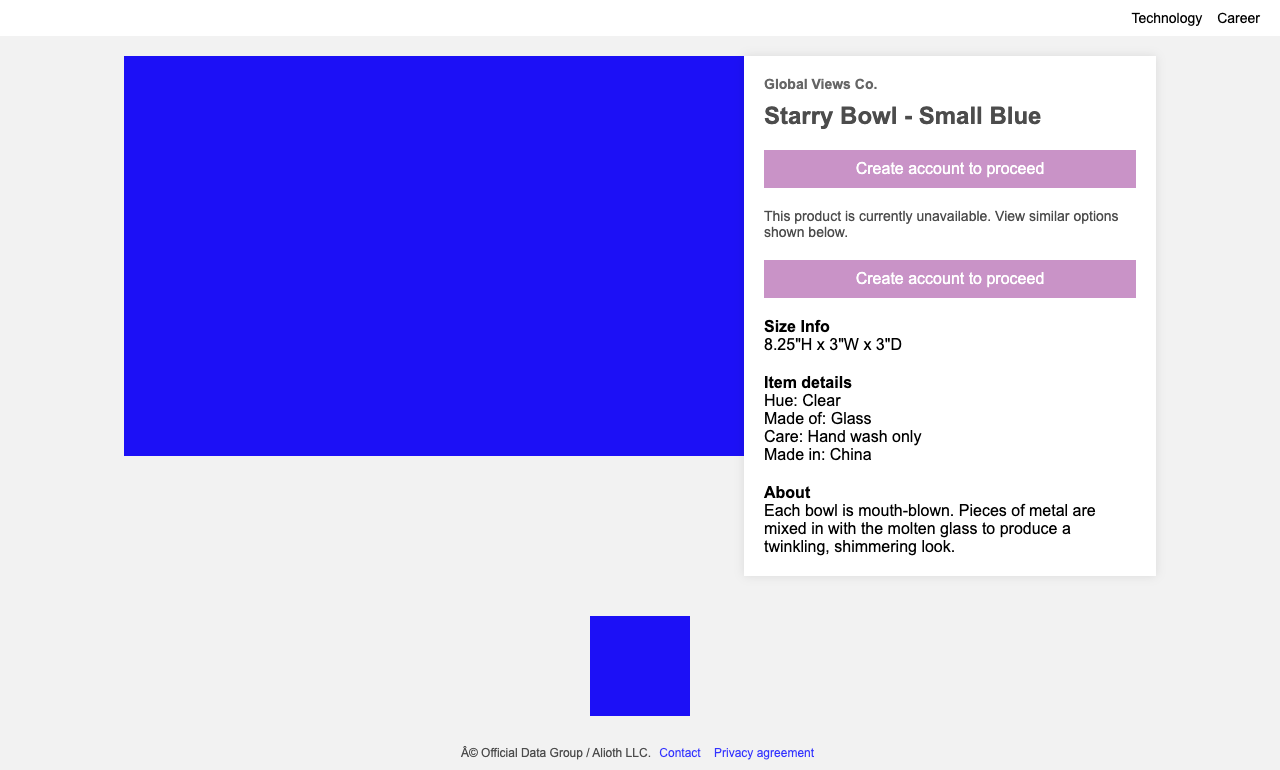 Technology Career
Global Views Co.
Starry Bowl - Small Blue
Create account to proceed
This product is currently unavailable. View similar options
shown below.
Create account to proceed
Size Info
8.25"H x 3"W x 3"D
Item details
Hue: Clear
Made of: Glass
Care: Hand wash only
Made in: China
About
Each bowl is mouth-blown. Pieces of metal are
mixed in with the molten glass to produce a
twinkling, shimmering look.
Â© Official Data Group / Alioth LLC. Contact Privacy agreement